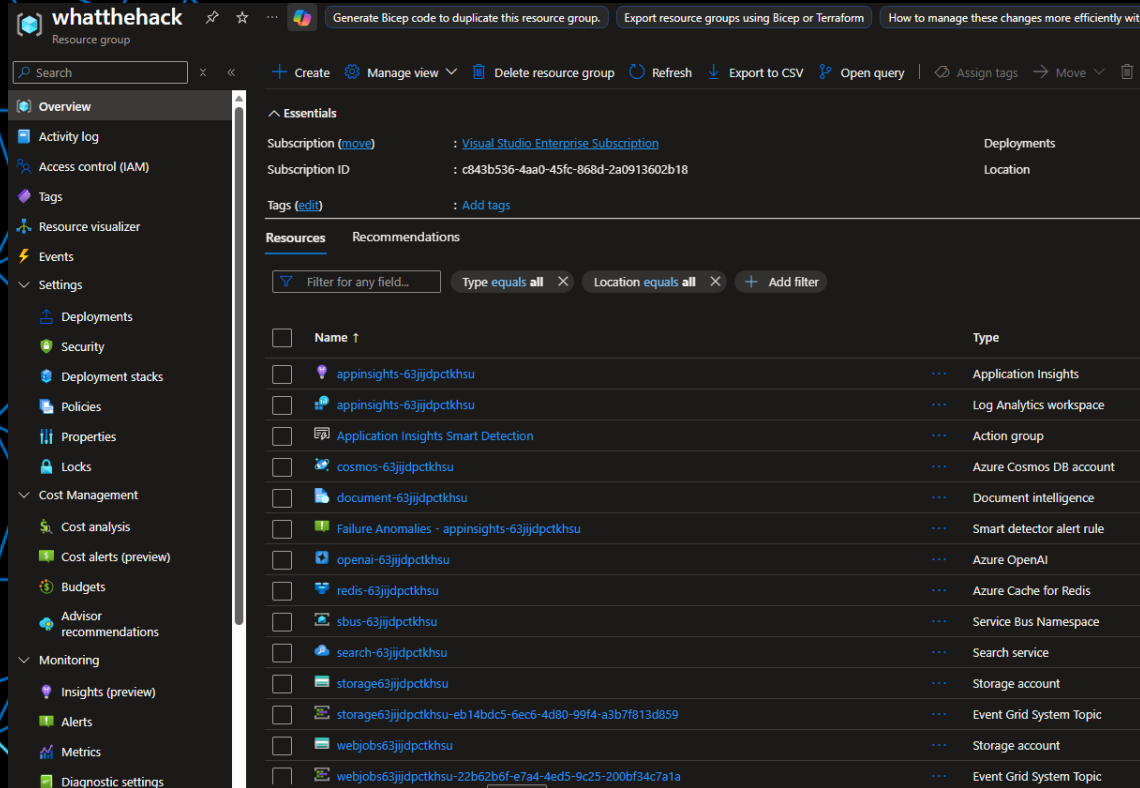 whatthehack
Resource group
Generate Bicep code to duplicate this resource group.
Export resource groups using Bicep or Terraform
How to manage these changes more efficiently wit
Search
Create
Manage view
Delete resource group
Refresh
Export to CSV
Open query
Assign tags
Move
Overview
Activity log
Access control (IAM)
Tags
Resource visualizer
Events
Settings
Deployments
Security
Deployment stacks
Policies
Properties
Locks
Cost Management
Cost analysis
Cost alerts (preview)
Budgets
Advisor
recommendations
Monitoring
Insights (preview)
Alerts
Metrics
Diagnostic settings
Essentials
Subscription (move) : Visual Studio Enterprise Subscription
Deployments
Subscription ID : c843b536-4aa0-45fc-868d-2a0913602b18
Location
Tags (edit) : Add tags
Resources Recommendations
Filter for any field...
Type equals all
Location equals all
Add filter
Name ↑ Type
appinsights-63jijdpctkhsu ··· Application Insights
appinsights-63jijdpctkhsu ··· Log Analytics workspace
Application Insights Smart Detection ··· Action group
cosmos-63jijdpctkhsu ··· Azure Cosmos DB account
document-63jijdpctkhsu ··· Document intelligence
Failure Anomalies - appinsights-63jijdpctkhsu ··· Smart detector alert rule
openai-63jijdpctkhsu ··· Azure OpenAI
redis-63jijdpctkhsu ··· Azure Cache for Redis
sbus-63jijdpctkhsu ··· Service Bus Namespace
search-63jijdpctkhsu ··· Search service
storage63jijdpctkhsu ··· Storage account
storage63jijdpctkhsu-eb14bdc5-6ec6-4d80-99f4-a3b7f813d859 ··· Event Grid System Topic
webjobs63jijdpctkhsu ··· Storage account
webjobs63jijdpctkhsu-22b62b6f-e7a4-4ed5-9c25-200bf34c7a1a ··· Event Grid System Topic